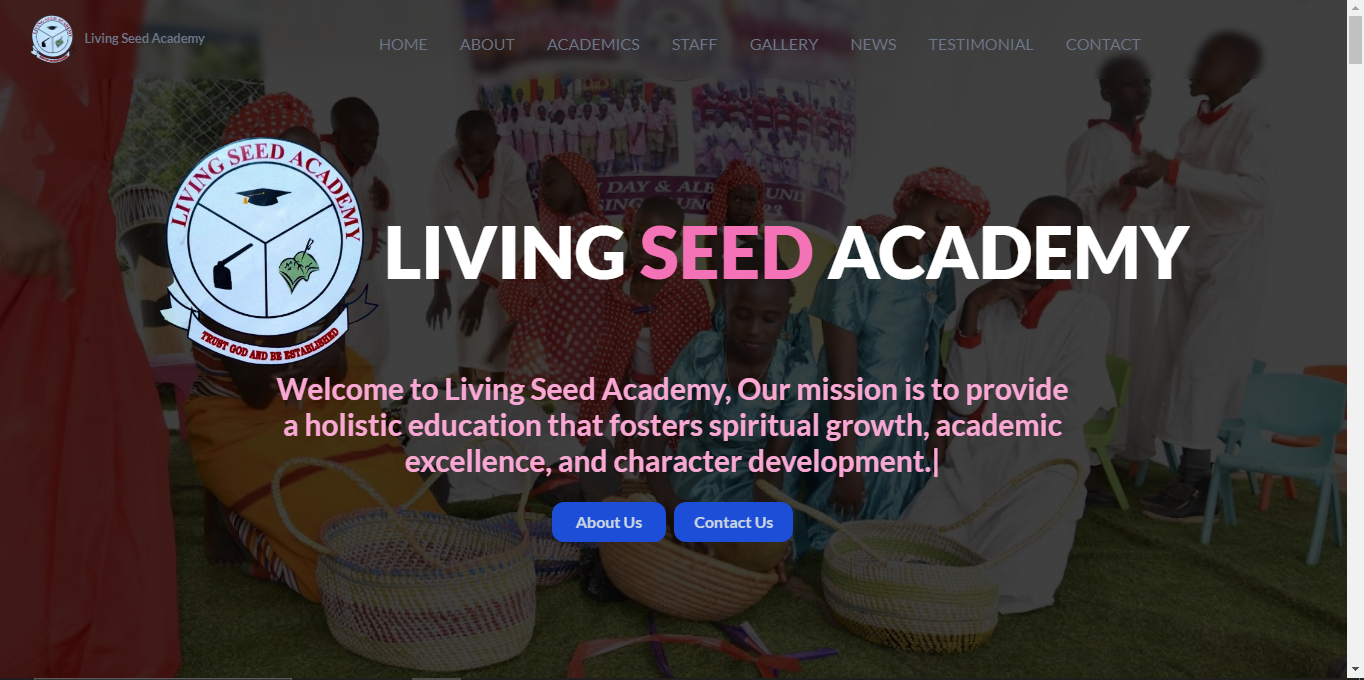 Living Seed Academy
HOME ABOUT ACADEMICS STAFF GALLERY NEWS TESTIMONIAL CONTACT
DAY &
LIVING SEED ACADEMY
TRUST GOD AND BE ESTABLISHED
LIVING SEED ACADEMY
Welcome to Living Seed Academy, Our mission is to provide
a holistic education that fosters spiritual growth, academic
excellence, and character development.
About Us
Contact Us